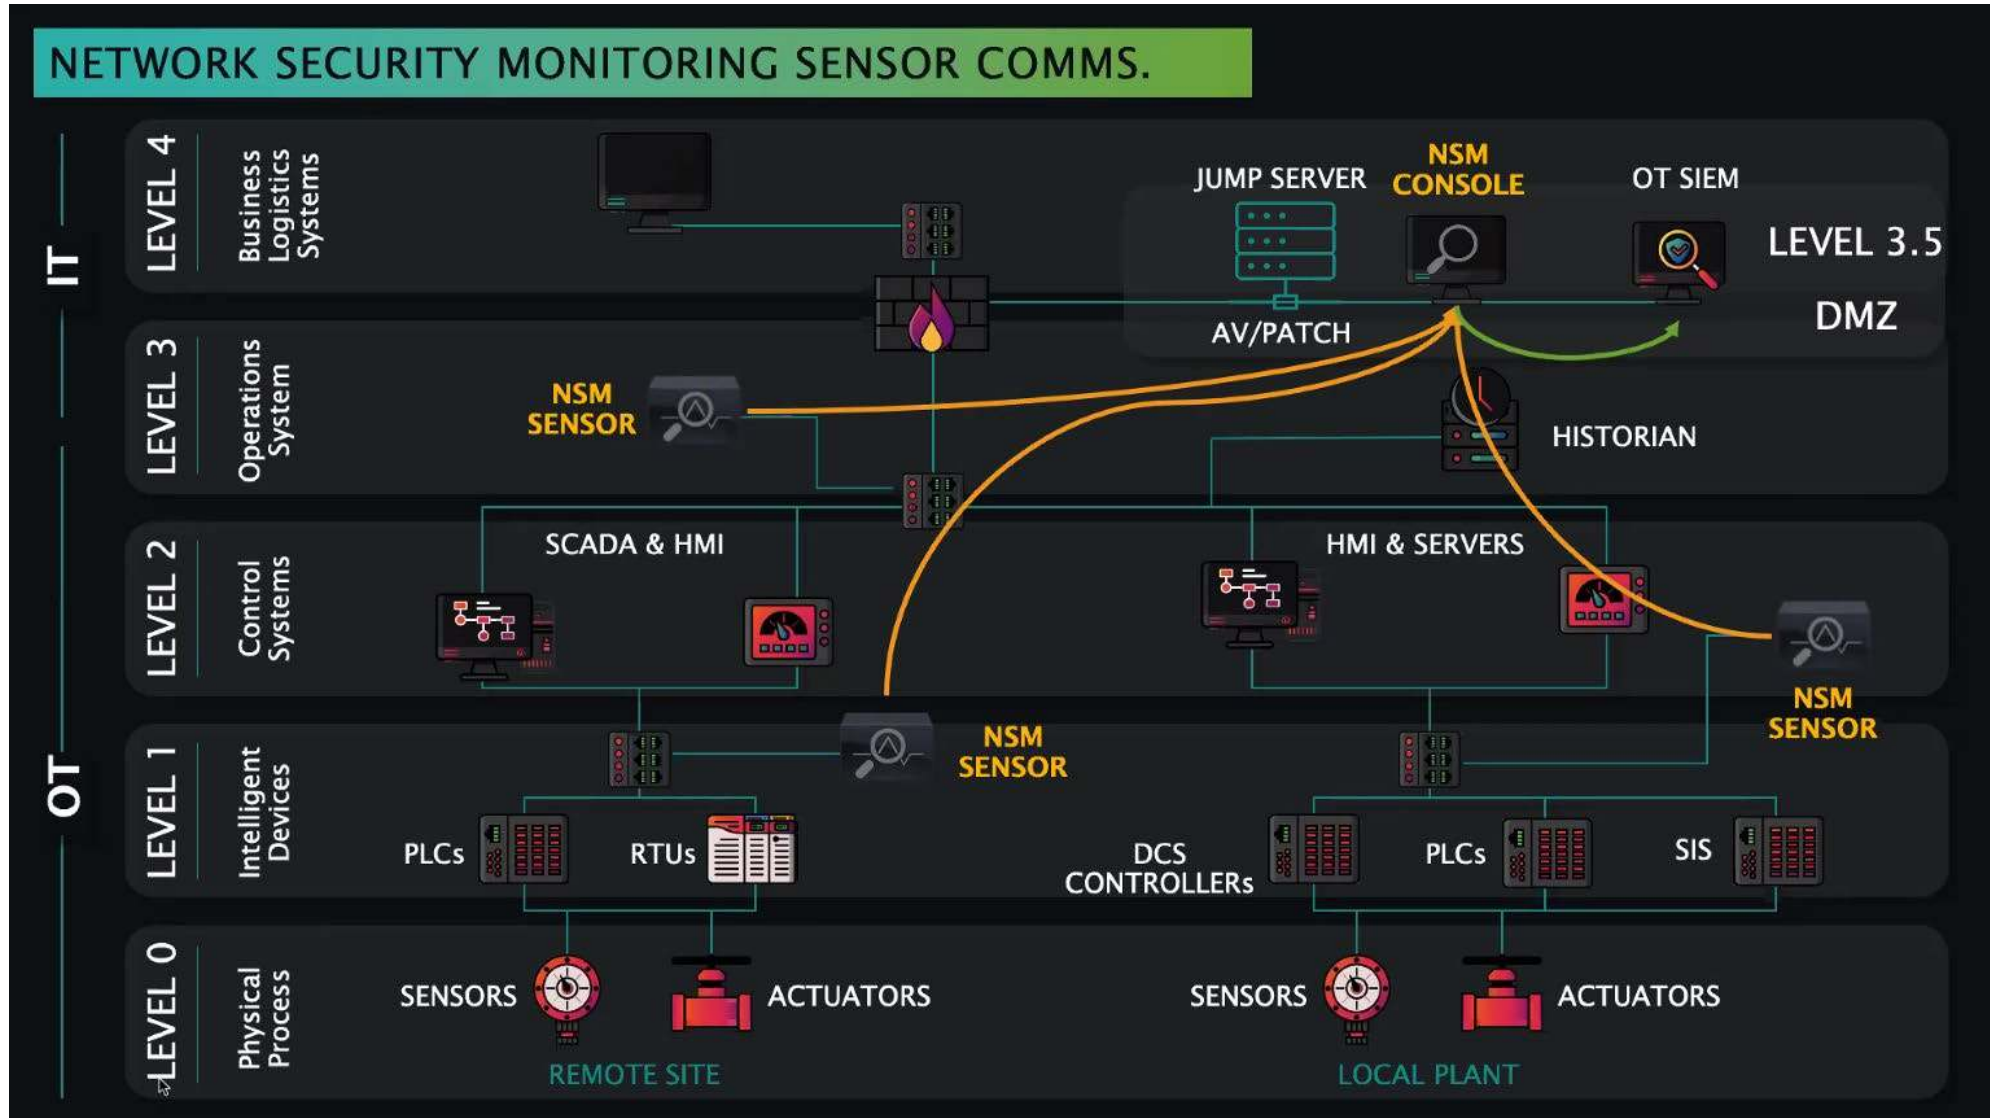 NETWORK SECURITY MONITORING SENSOR COMMS.
IT
OT
LEVEL 4
Business
Logistics
Systems
JUMP SERVER
NSM
CONSOLE
OT SIEM
LEVEL 3.5
DMZ
AV/PATCH
LEVEL 3
Operations
System
NSM
SENSOR
HISTORIAN
LEVEL 2
Control
Systems
SCADA & HMI
HMI & SERVERS
NSM
SENSOR
LEVEL 1
Intelligent
Devices
NSM
SENSOR
PLCs
RTUs
DCS
CONTROLLERs
PLCs
SIS
LEVEL 0
Physical
Process
SENSORS
ACTUATORS
SENSORS
ACTUATORS
REMOTE SITE
LOCAL PLANT